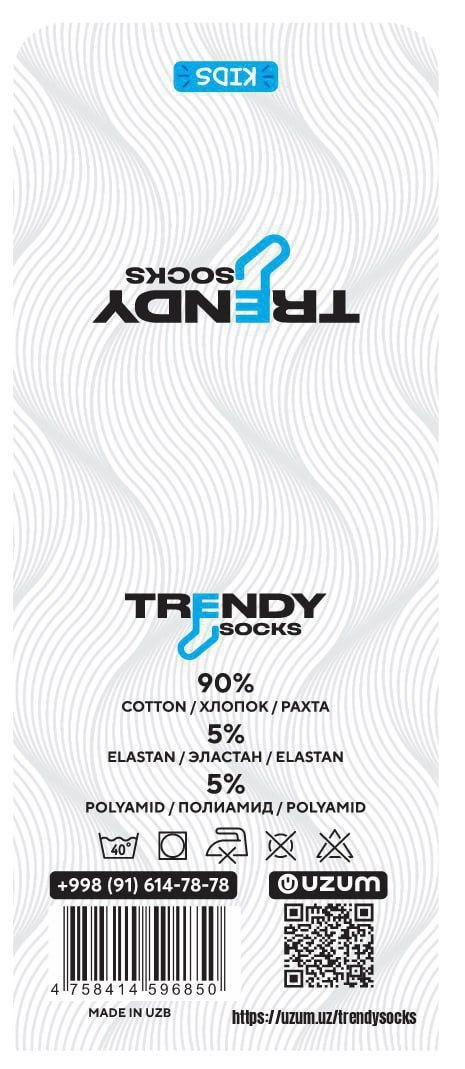 KIDS
TRENDY
SOCKS
TRENDY
SOCKS
90%
COTTON / ХЛОПОК / PAXTA
5%
ELASTAN / ЭЛАСТАН / ELASTAN
5%
POLYAMID / ПОЛИАМИД / POLYAMID
40°
+998 (91) 614-78-78
uzum
4 758414 596850
MADE IN UZB
https://uzum.uz/trendysocks